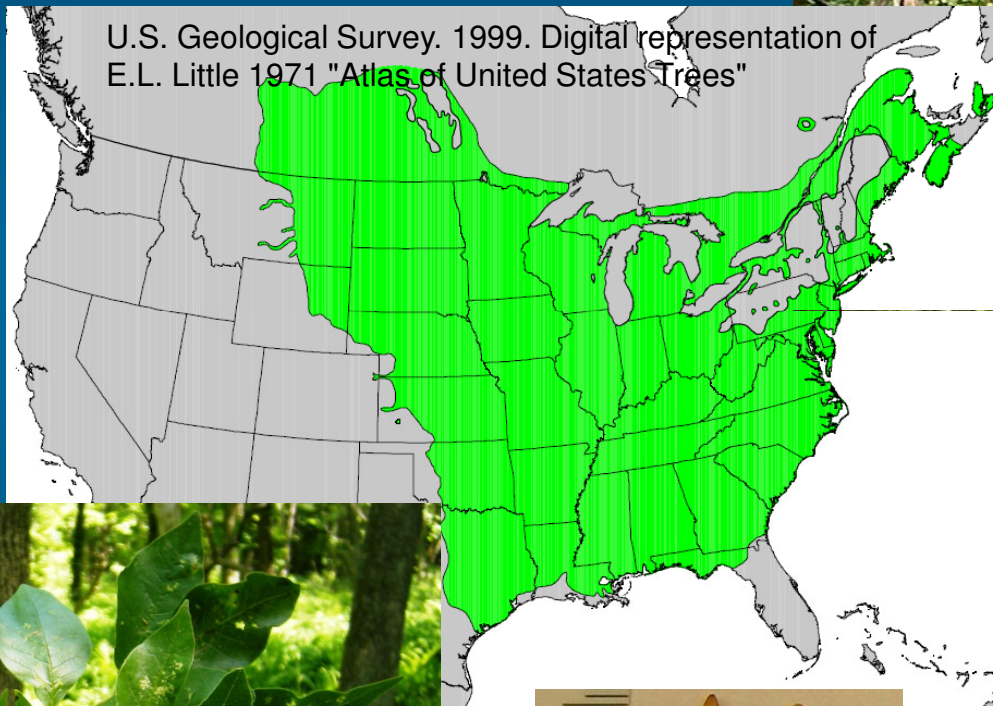 U.S. Geological Survey. 1999. Digital representation of
E.L. Little 1971 "Atlas of United States Trees"